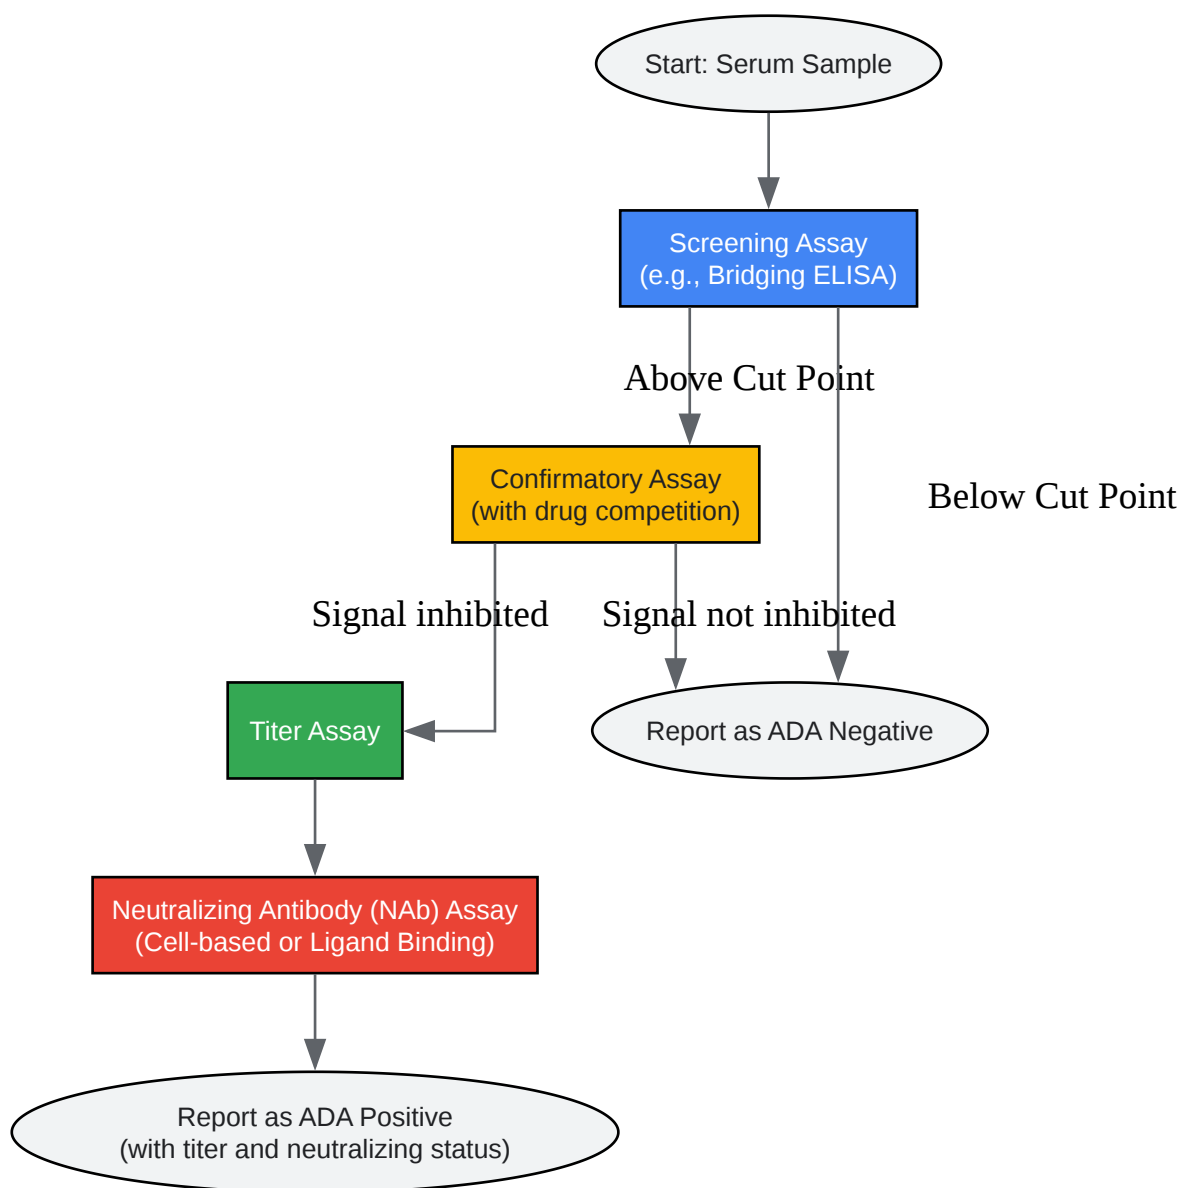 Start: Serum Sample
Screening Assay
(e.g., Bridging ELISA)
Above Cut Point
Confirmatory Assay
(with drug competition)
Below Cut Point
Signal inhibited
Signal not inhibited
Titer Assay
Report as ADA Negative
Neutralizing Antibody (NAb) Assay
(Cell-based or Ligand Binding)
Report as ADA Positive
(with titer and neutralizing status)